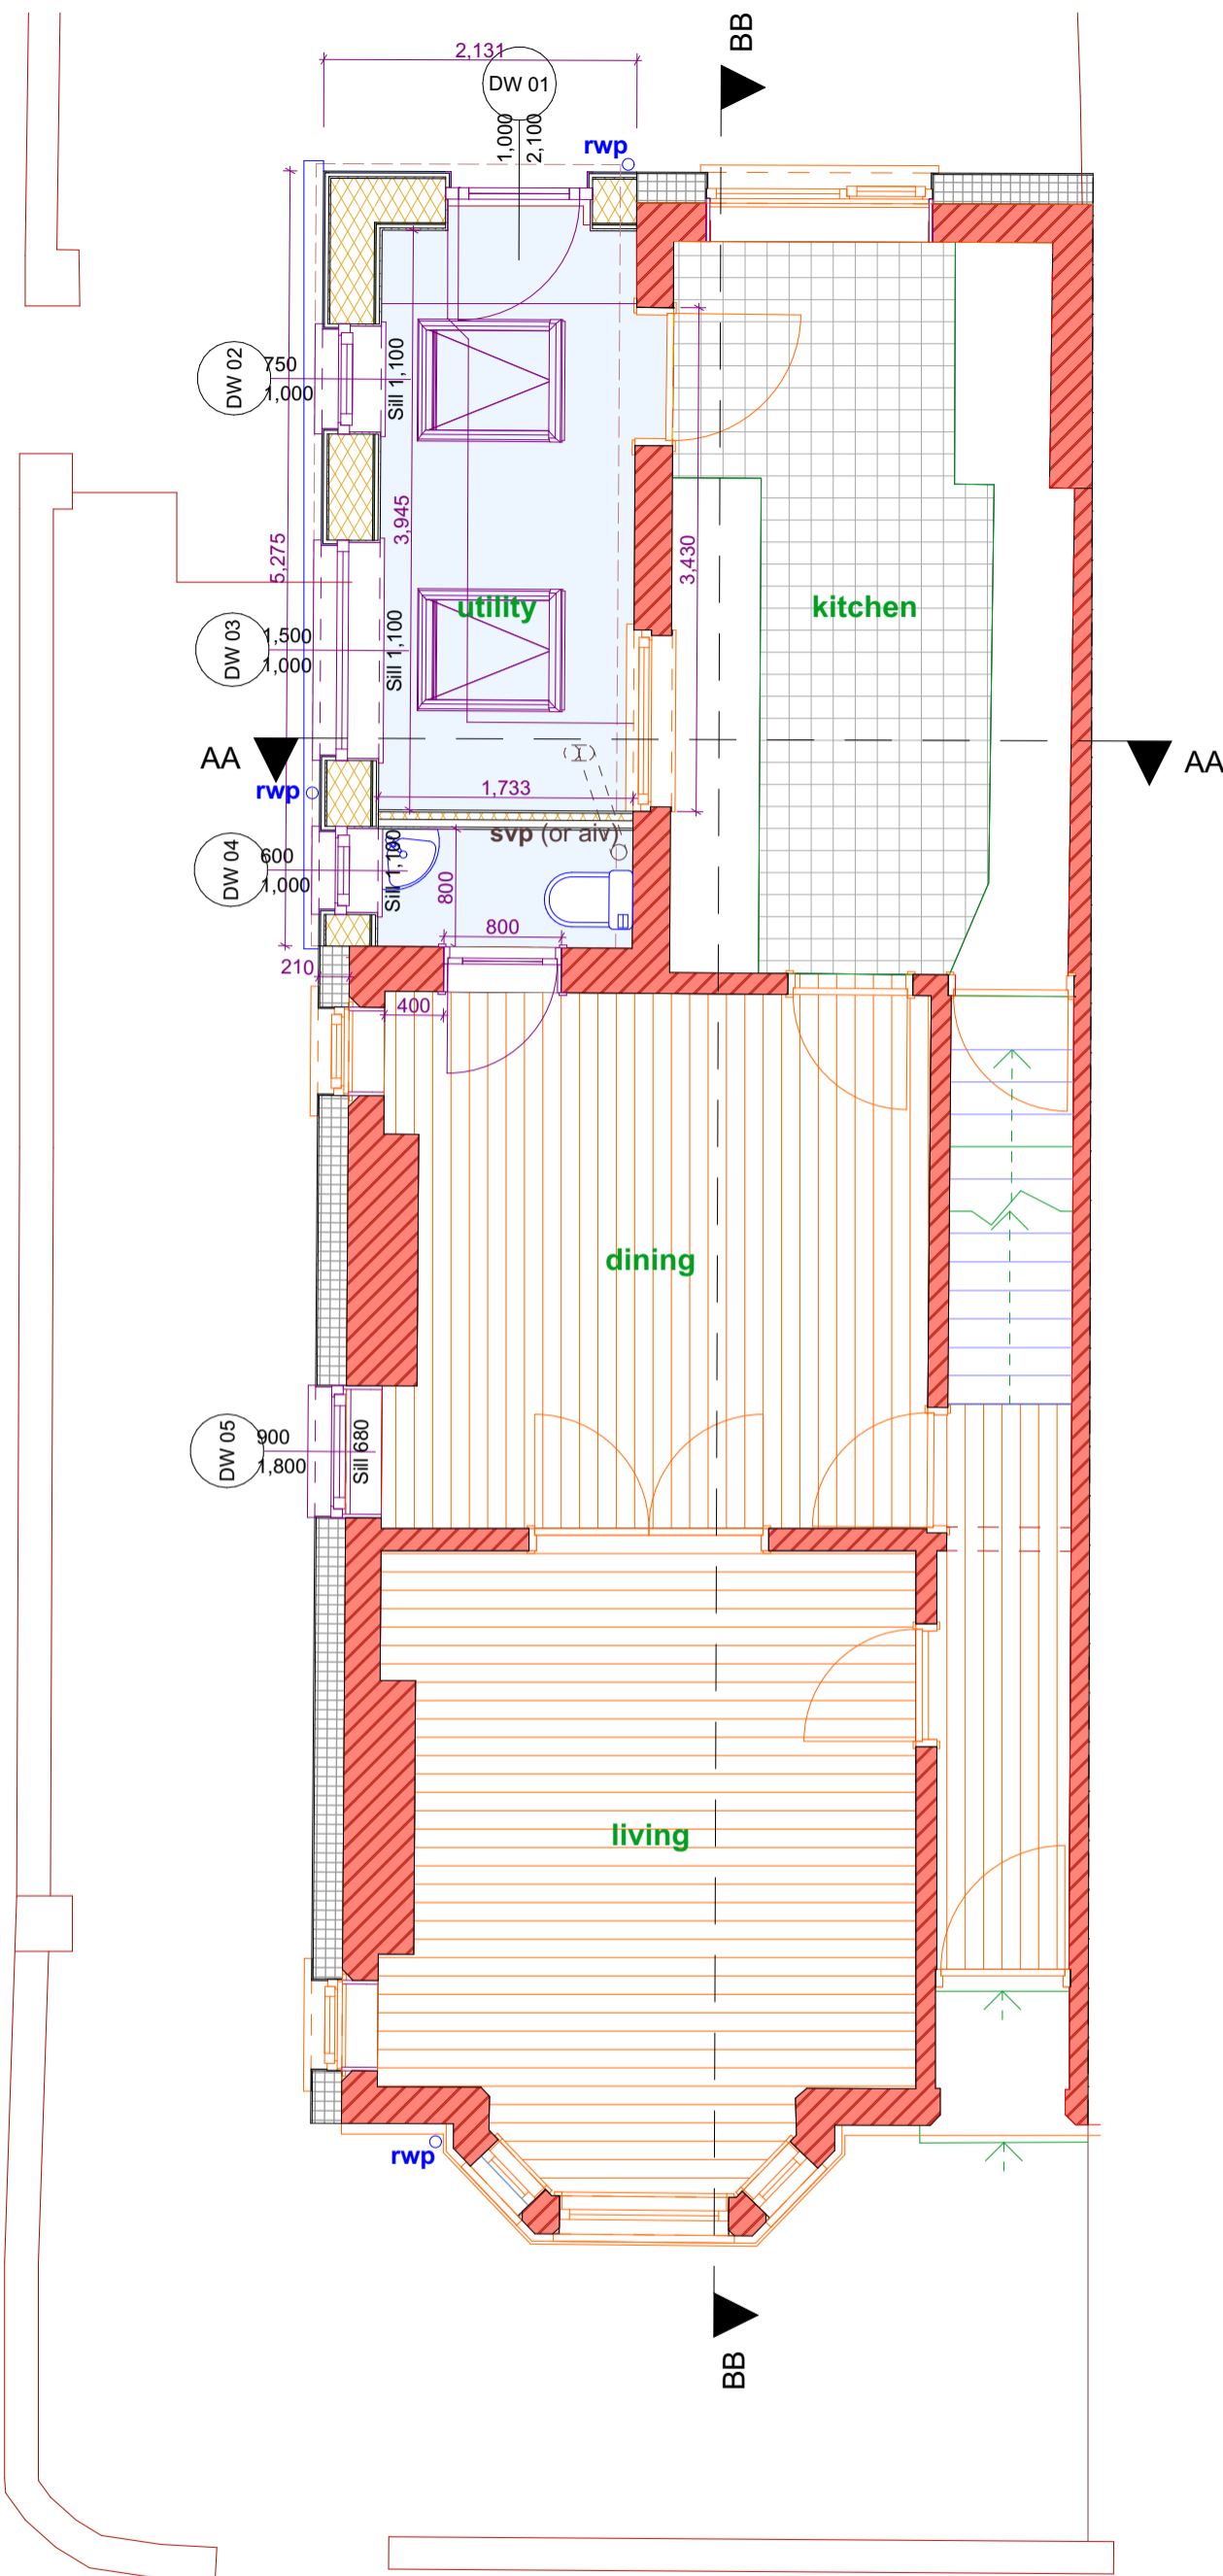 BB
2,131
DW 01
1,000
2,100
rwp
DW 02
750
1,000
Sill 1,100
5,275
3,945
3,430
utility
kitchen
DW 03
1,500
1,000
Sill 1,100
AA
AA
rwp
1,733
svp (or aiv)
DW 04
600
1,000
Sill 1,100
800
800
210
400
dining
DW 05
900
1,800
Sill 680
living
rwp
BB